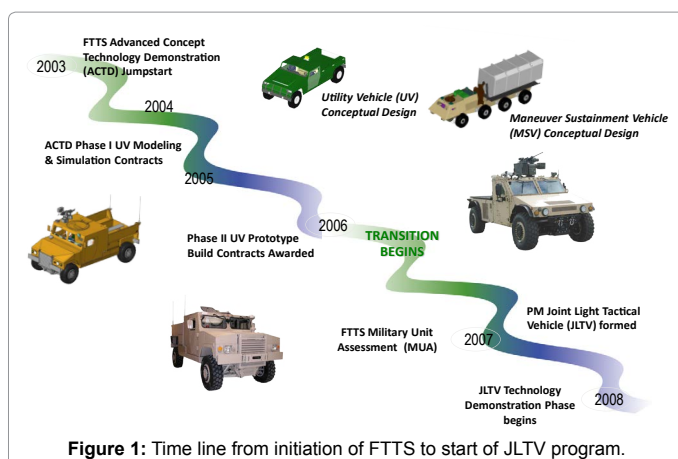 FTTS Advanced Concept
Technology Demonstration
(ACTD) Jumpstart
2003
2004
Utility Vehicle (UV)
Conceptual Design
Maneuver Sustainment Vehicle
(MSV) Conceptual Design
ACTD Phase I UV Modeling
& Simulation Contracts
2005
Phase II UV Prototype
Build Contracts Awarded
2006
TRANSITION
BEGINS
FTTS Military Unit
Assessment (MUA)
2007
PM Joint Light Tactical
Vehicle (JLTV) formed
JLTV Technology
Demonstration Phase
begins
2008
Figure 1: Time line from initiation of FTTS to start of JLTV program.